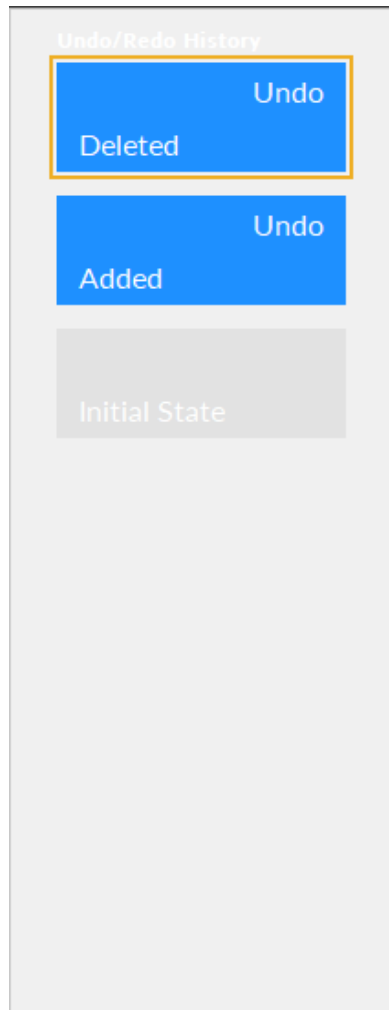 Undo/Redo History
Undo
Deleted
Undo
Added
Initial State